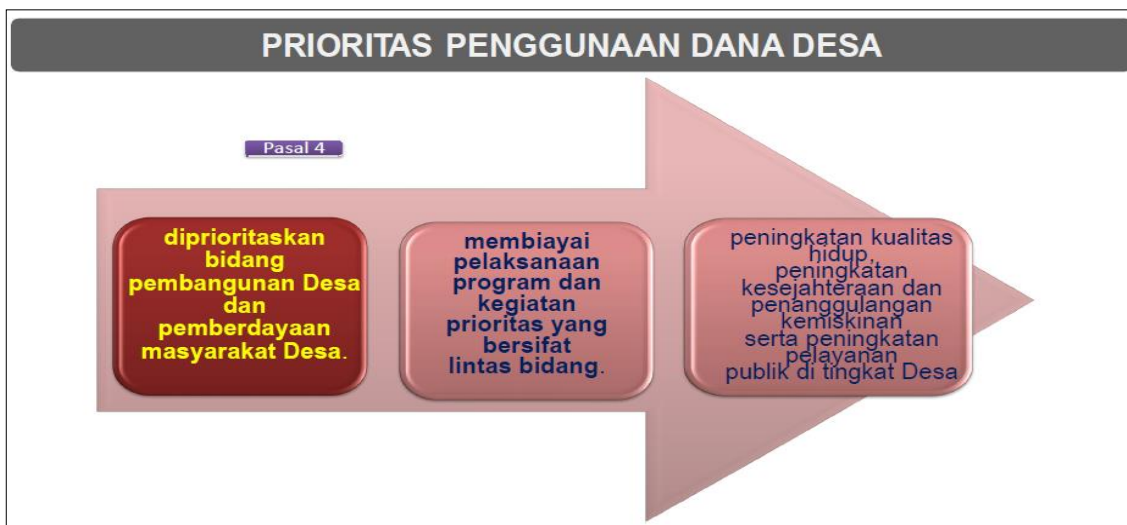 PRIORITAS PENGGUNAAN DANA DESA
Pasal 4
diprioritaskan
bidang
pembangunan Desa
dan
pemberdayaan
masyarakat Desa.
membiayai
pelaksanaan
program dan
kegiatan
prioritas yang
bersifat
lintas bidang.
peningkatan kualitas
hidup,
peningkatan
kesejahteraan dan
penanggulangan
kemiskinan
serta peningkatan
pelayanan
publik di tingkat Desa